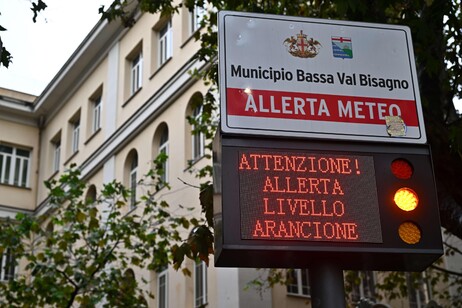 Municipio Bassa Val Bisagno
ALLERTA METEO
ATTENZIONE!
ALLERTA
LIVELLO
ARANCIONE